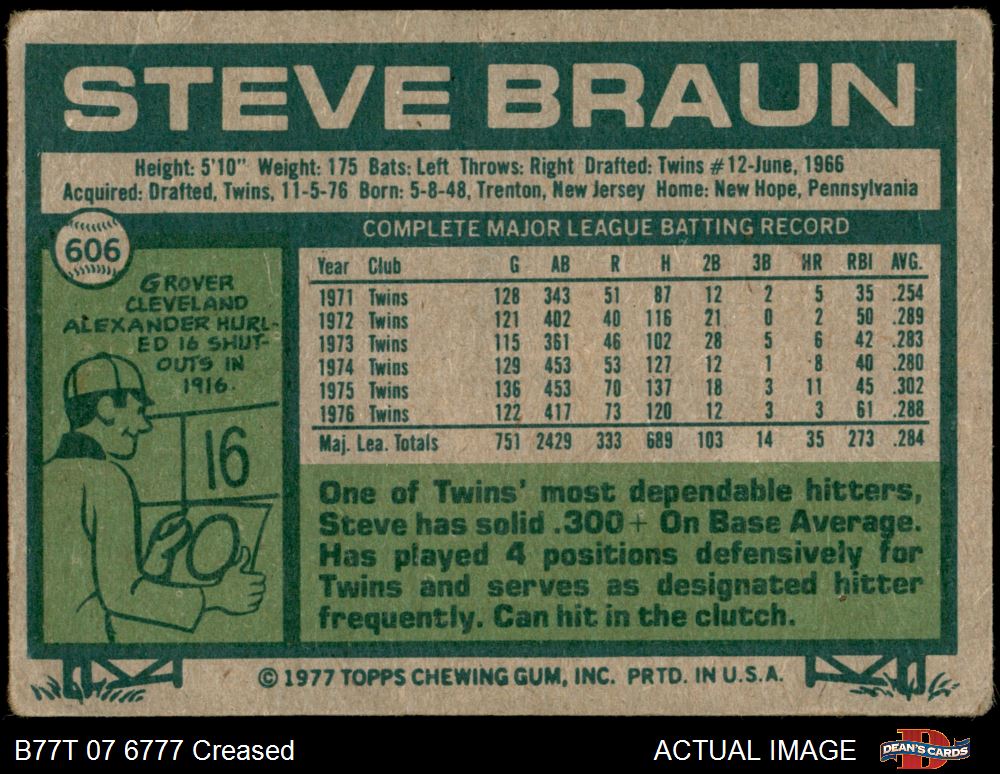 STEVE BRAUN
Height: 5'10" Weight: 175 Bats: Left Throws: Right Drafted: Twins #12-June, 1966
Acquired: Drafted, Twins, 11-5-76 Born: 5-8-48, Trenton, New Jersey Home: New Hope, Pennsylvania
606
GROVER
CLEVELAND
ALEXANDER HURL-
ED 16 SHUT-
OUTS IN
1916.
16
0
COMPLETE MAJOR LEAGUE BATTING RECORD
Year Club G AB R H 2B 3B HR RBI AVG.
1971 Twins 128 343 51 87 12 2 5 35 .254
1972 Twins 121 402 40 116 21 0 2 50 .289
1973 Twins 115 361 46 102 28 5 6 42 .283
1974 Twins 129 453 53 127 12 1 8 40 .280
1975 Twins 136 453 70 137 18 3 11 45 .302
1976 Twins 122 417 73 120 12 3 3 61 .288
Maj. Lea. Totals 751 2429 333 689 103 14 35 273 .284
One of Twins' most dependable hitters,
Steve has solid .300+ On Base Average.
Has played 4 positions defensively for
Twins and serves as designated hitter
frequently. Can hit in the clutch.
© 1977 TOPPS CHEWING GUM, INC. PRTD. IN U.S.A.
B77T 07 6777 Creased
ACTUAL IMAGE
DEAN'S CARDS